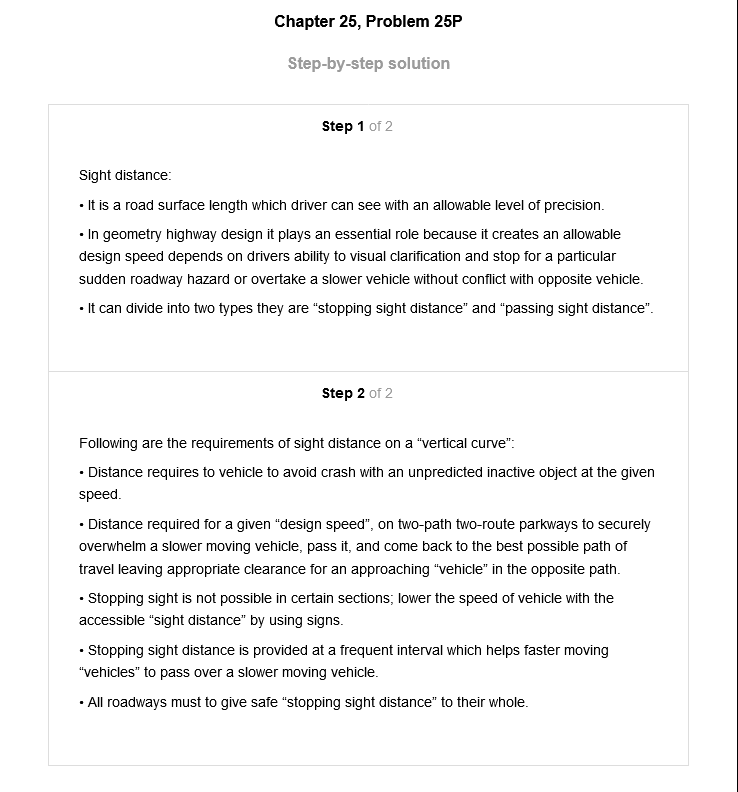 Chapter 25, Problem 25P
Step-by-step solution
Step 1 of 2
Sight distance:
• It is a road surface length which driver can see with an allowable level of precision.
• In geometry highway design it plays an essential role because it creates an allowable
design speed depends on drivers ability to visual clarification and stop for a particular
sudden roadway hazard or overtake a slower vehicle without conflict with opposite vehicle.
• It can divide into two types they are “stopping sight distance” and “passing sight distance”.
Step 2 of 2
Following are the requirements of sight distance on a “vertical curve”:
• Distance requires to vehicle to avoid crash with an unpredicted inactive object at the given
speed.
• Distance required for a given “design speed”, on two-path two-route parkways to securely
overwhelm a slower moving vehicle, pass it, and come back to the best possible path of
travel leaving appropriate clearance for an approaching “vehicle” in the opposite path.
• Stopping sight is not possible in certain sections; lower the speed of vehicle with the
accessible “sight distance” by using signs.
• Stopping sight distance is provided at a frequent interval which helps faster moving
“vehicles” to pass over a slower moving vehicle.
• All roadways must to give safe “stopping sight distance” to their whole.